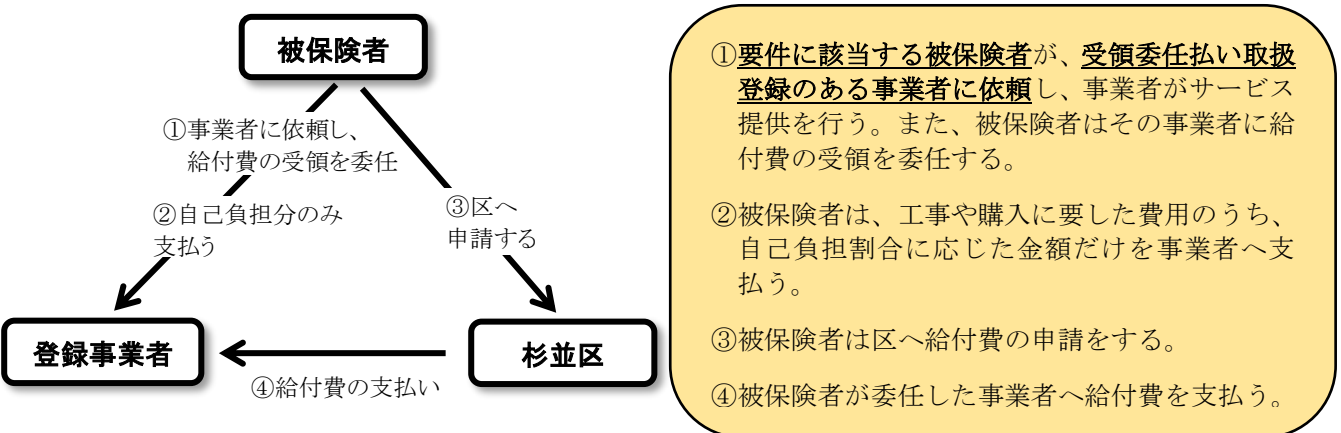 被保険者
①事業者に依頼し、
給付費の受領を委任
②自己負担分のみ
支払う
③区へ
申請する
登録事業者
杉並区
④給付費の支払い
①要件に該当する被保険者が、受領委任払い取扱
登録のある事業者に依頼し、事業者がサービス
提供を行う。また、被保険者はその事業者に給
付費の受領を委任する。
②被保険者は、工事や購入に要した費用のうち、
自己負担割合に応じた金額だけを事業者へ支
払う。
③被保険者は区へ給付費の申請をする。
④被保険者が委任した事業者へ給付費を支払う。